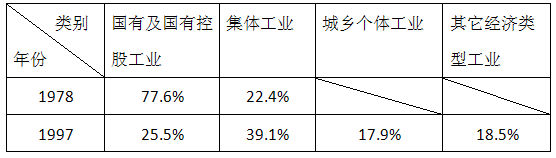 类别
年份
国有及国有控
股工业
集体工业
城乡个体工业
其它经济类
型工业
1978 77.6% 22.4%
1997 25.5% 39.1% 17.9% 18.5%